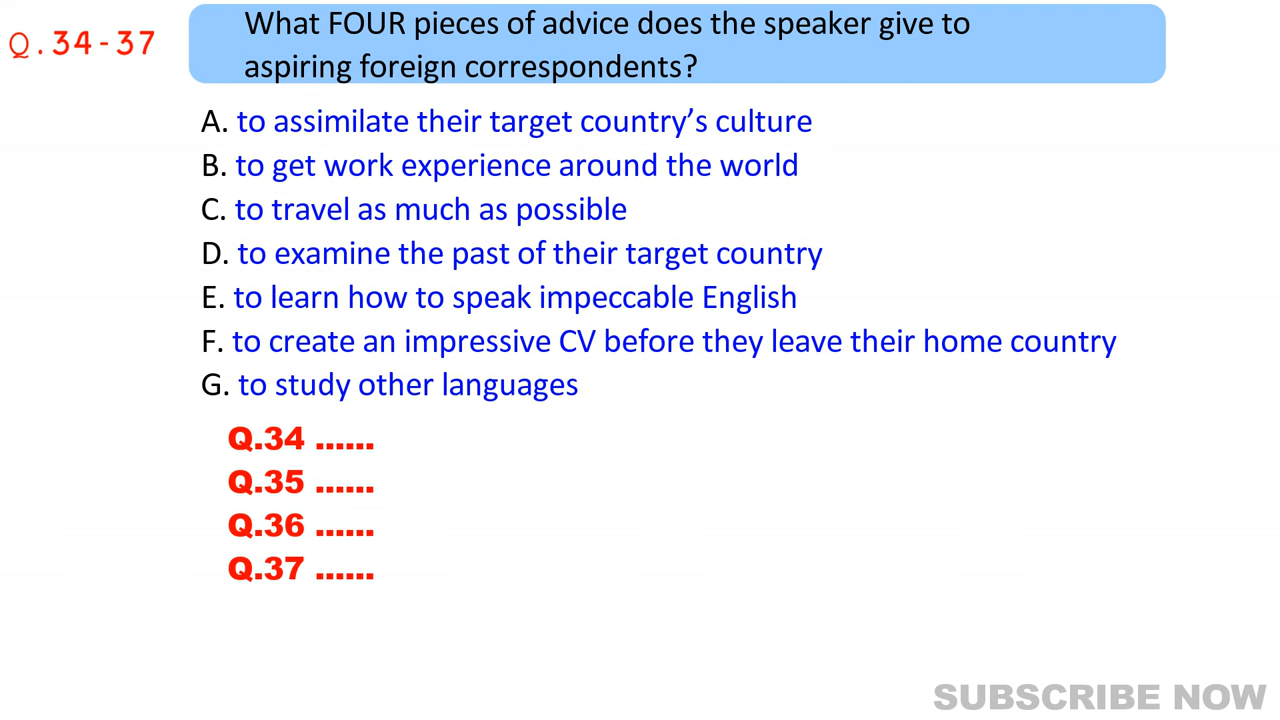 Q.34-37
What FOUR pieces of advice does the speaker give to
aspiring foreign correspondents?
A. to assimilate their target country’s culture
B. to get work experience around the world
C. to travel as much as possible
D. to examine the past of their target country
E. to learn how to speak impeccable English
F. to create an impressive CV before they leave their home country
G. to study other languages
Q.34 ......
Q.35 ......
Q.36 ......
Q.37 ......
SUBSCRIBE NOW